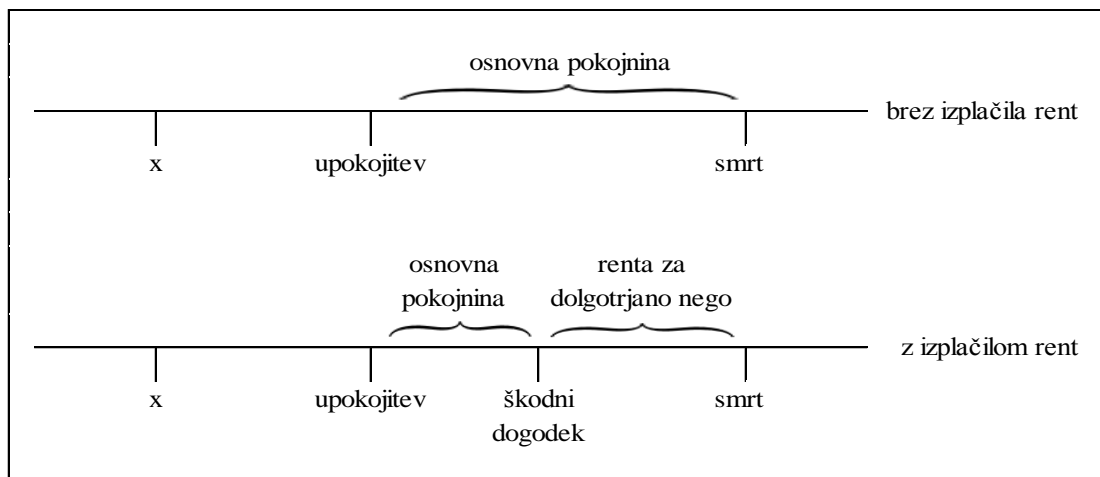 osnovna pokojnina
brez izplačila rent
x
upokojitev
smrt
osnovna
pokojnina
renta za
dolgotrjano nego
z izplačilom rent
x
upokojitev
škodni
dogodek
smrt